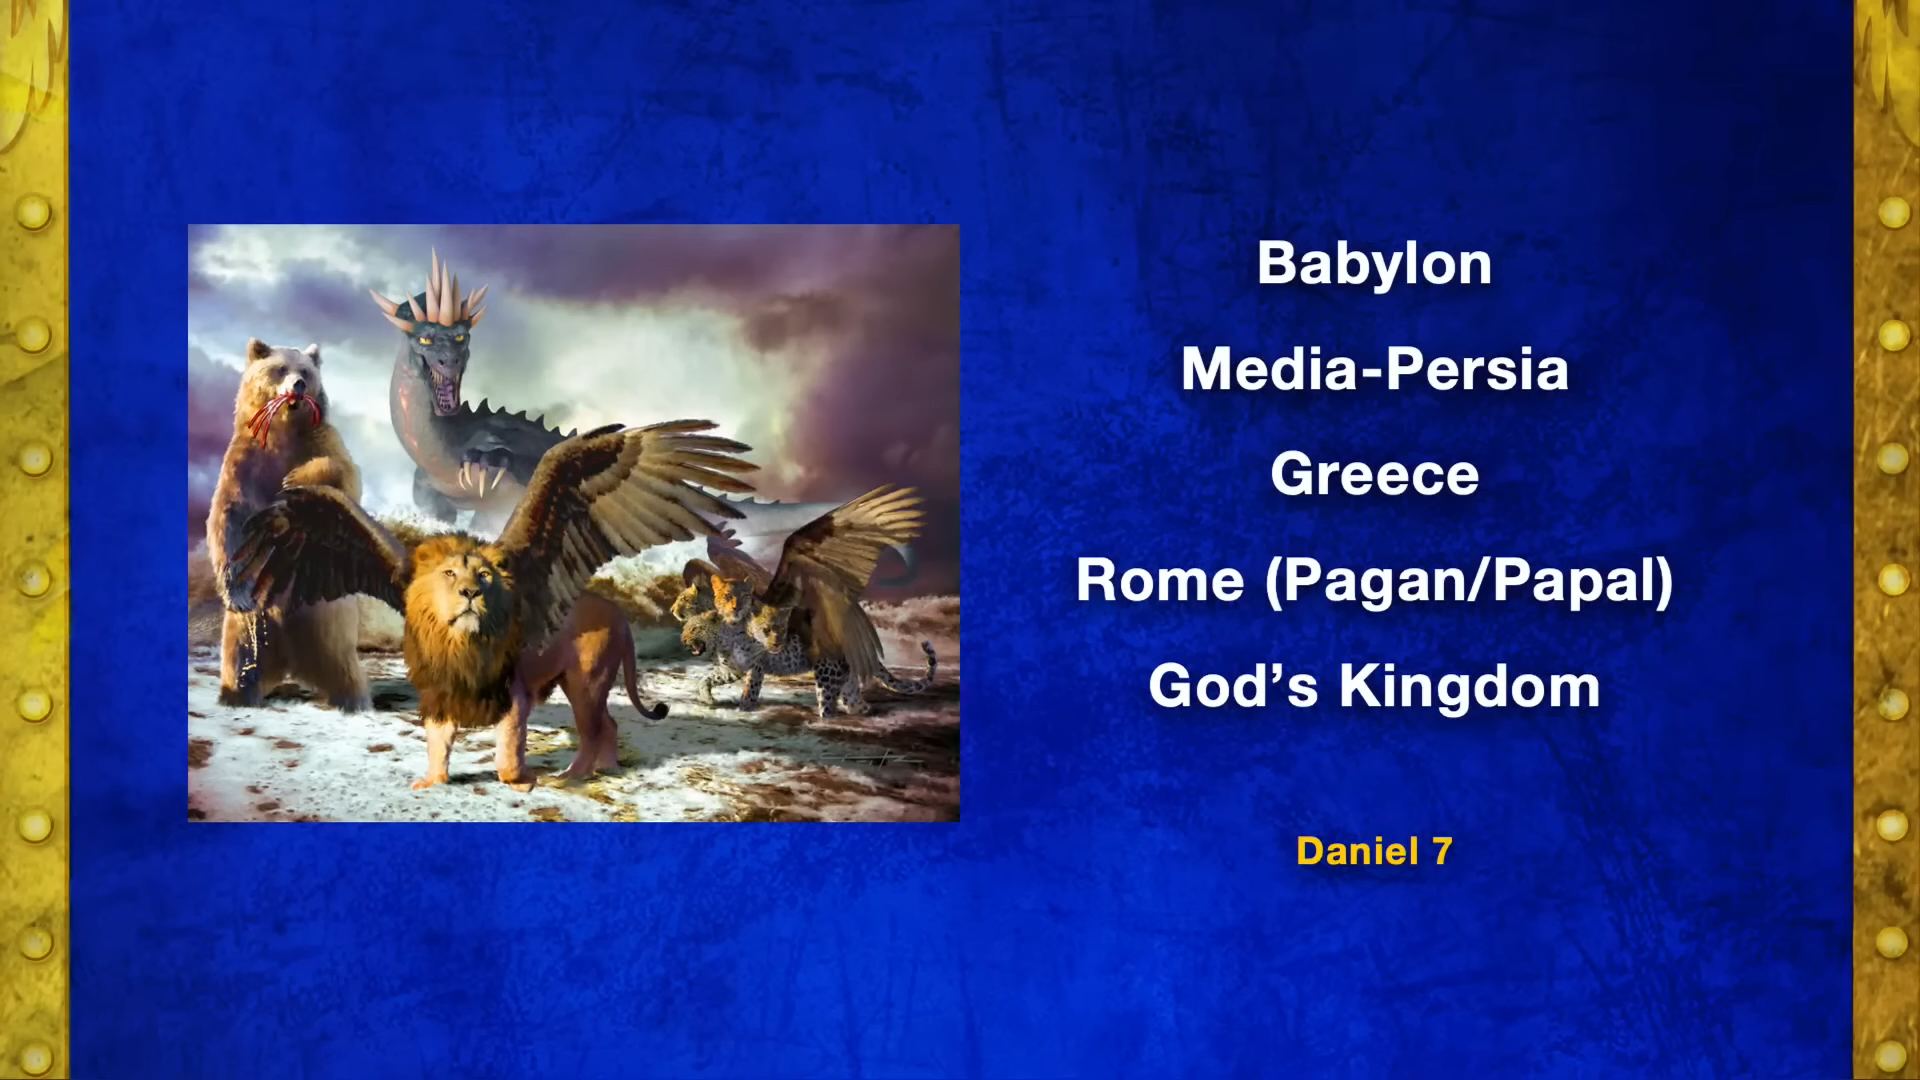 Babylon
Media-Persia
Greece
Rome (Pagan/Papal)
God’s Kingdom
Daniel 7